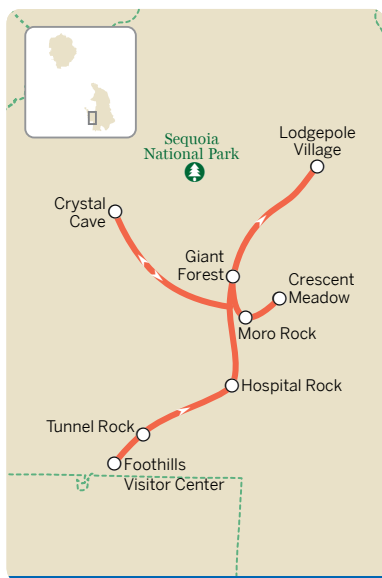 Lodgepole
Village
Sequoia
National Park
Crystal
Cave
Giant
Forest
Crescent
Meadow
Moro Rock
Hospital Rock
Tunnel Rock
Foothills
Visitor Center